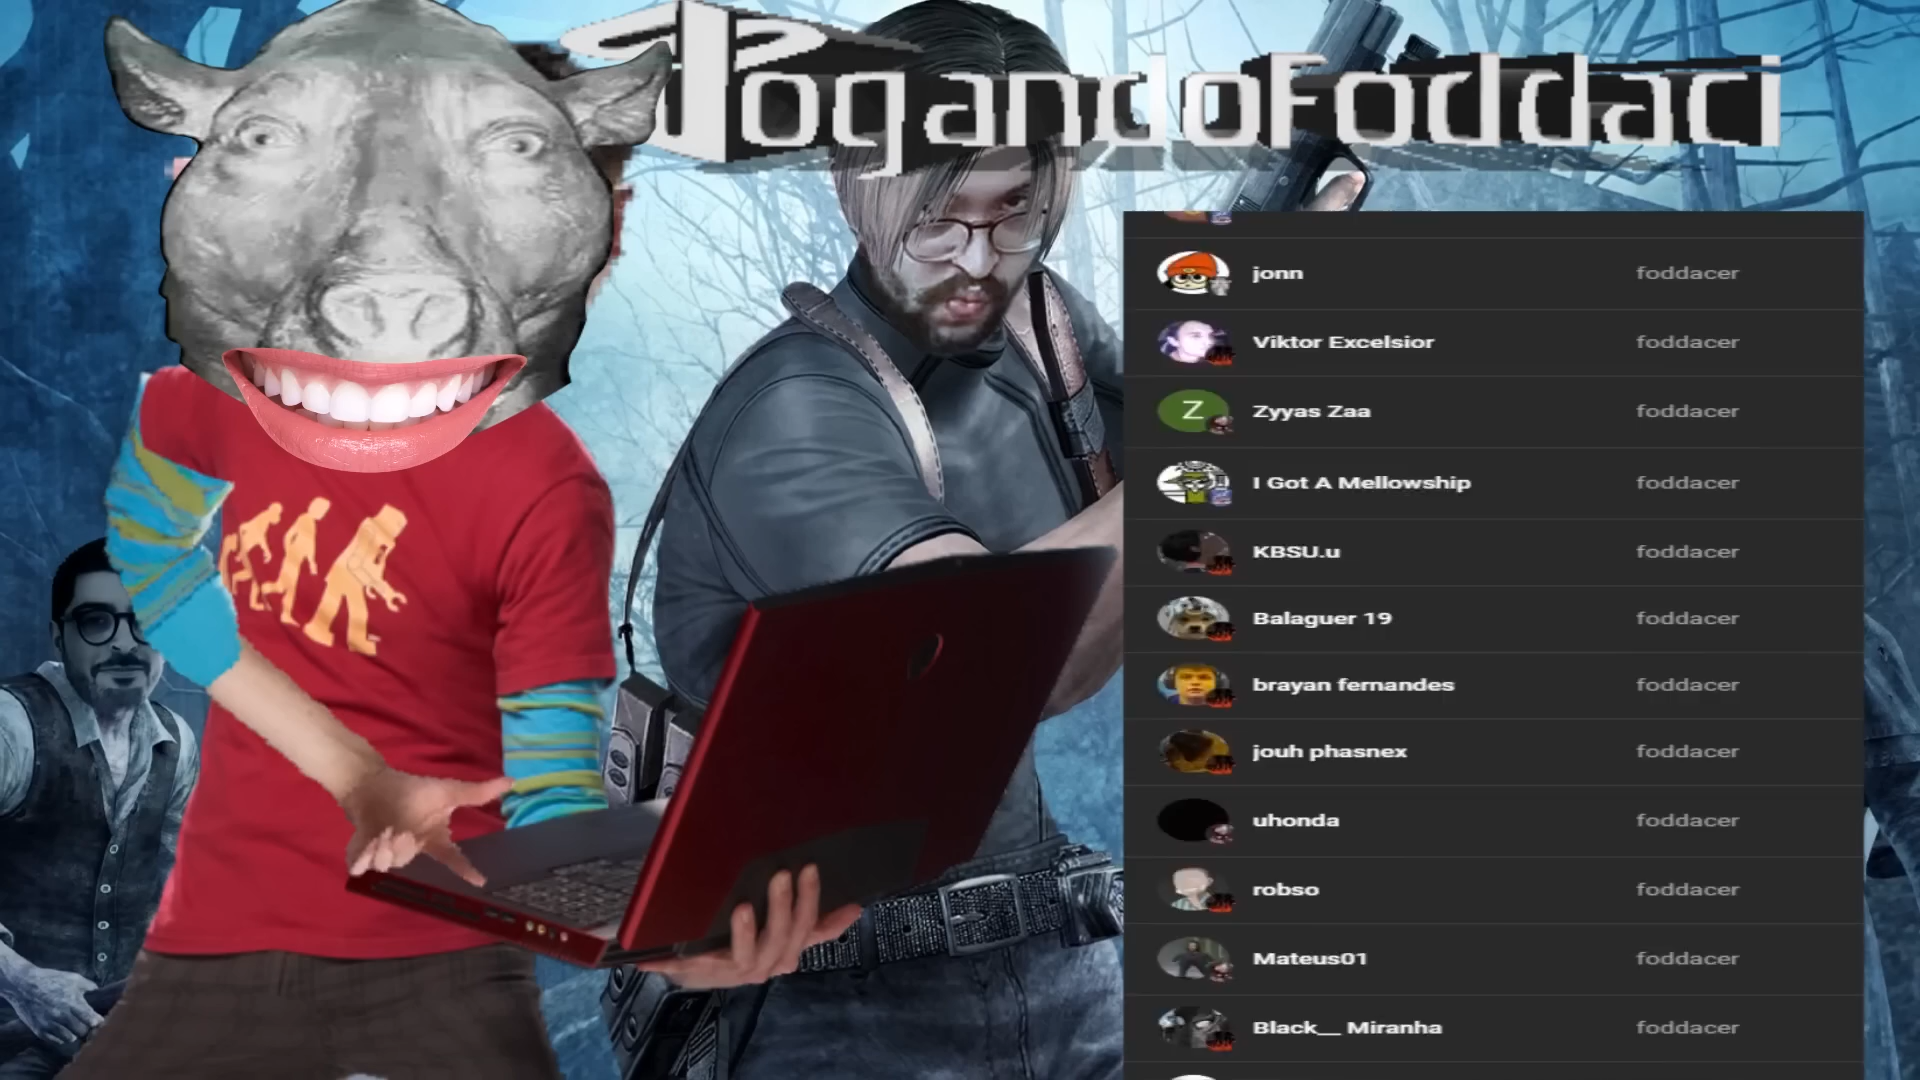 JogandoFoddaci
jonn foddacer
Viktor Excelsior foddacer
Z
Zyyas Zaa foddacer
I Got A Mellowship foddacer
KBSU.u foddacer
Balaguer 19 foddacer
brayan fernandes foddacer
jouh phasnex foddacer
uhonda foddacer
robso foddacer
Mateus01 foddacer
Black__ Miranha foddacer